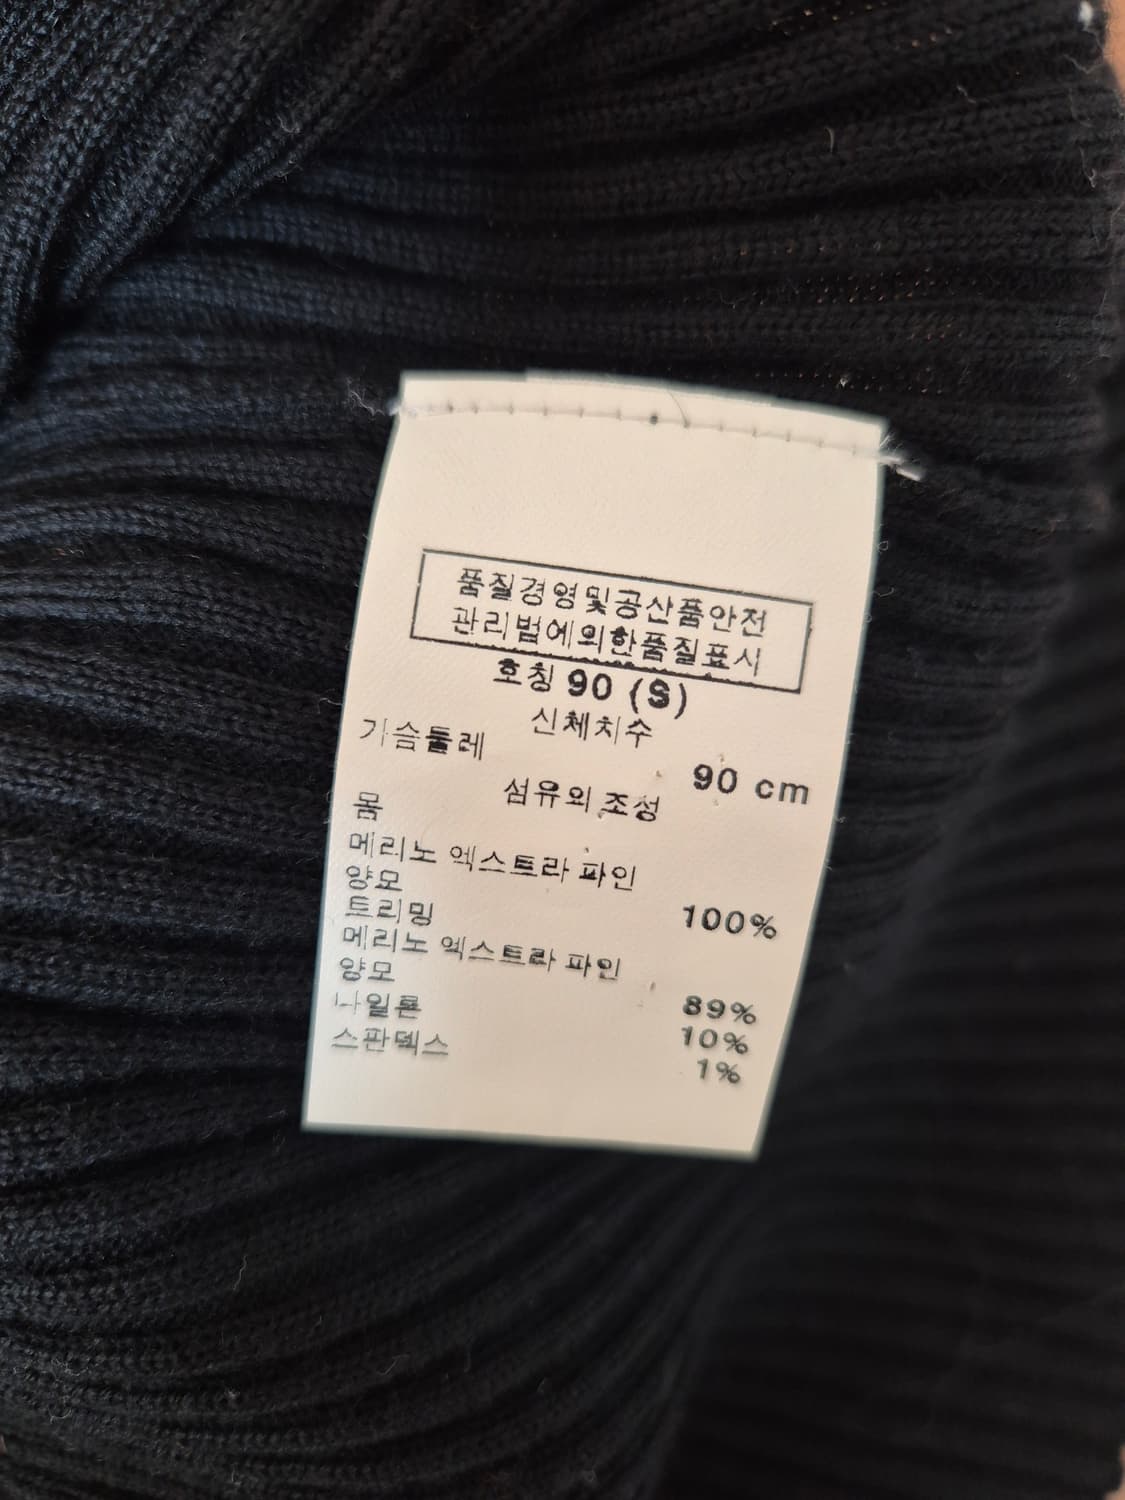 품질경영및공산품안전
관리법에의한품질표시
호칭 90 (S)
신체치수
가슴둘레 90 cm
섬유의 조성
몸
메리노 엑스트라 파인
양모 100%
트리밍
메리노 엑스트라 파인
양모 89%
나일론 10%
스판덱스 1%